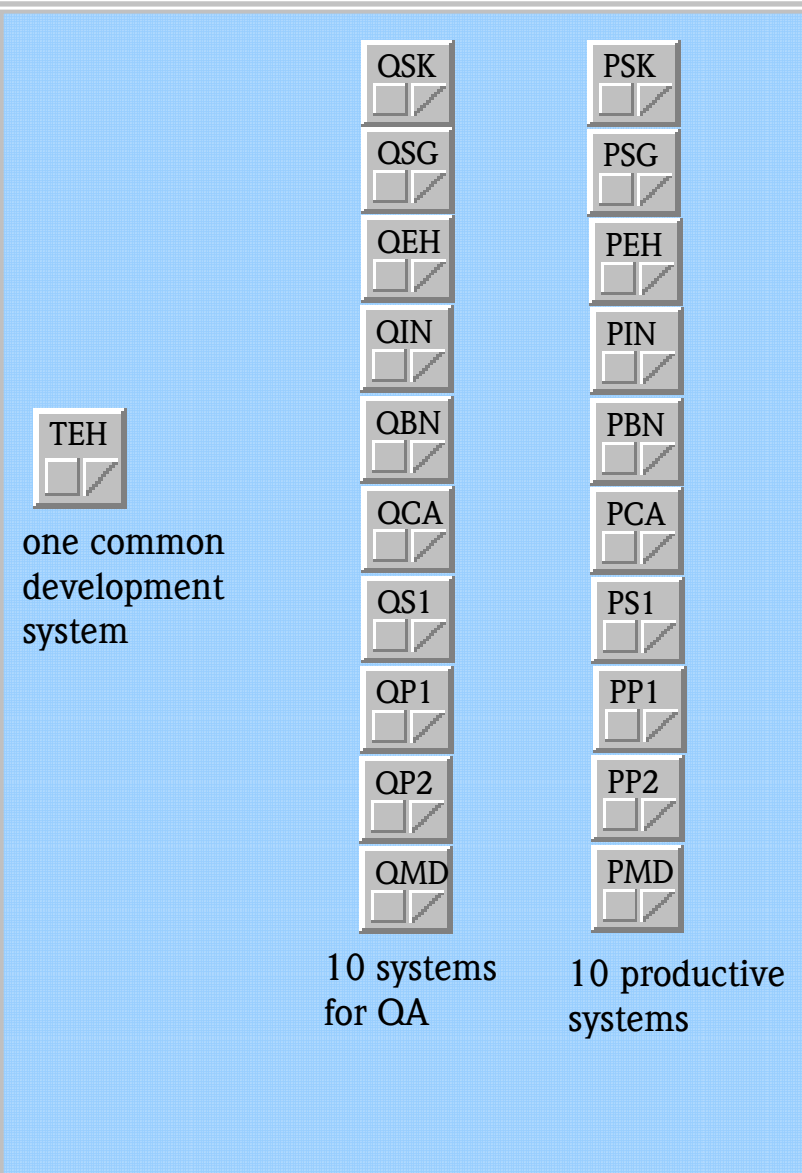 QSK
PSK
QSG
PSG
QEH
PEH
QIN
PIN
TEH
QBN
PBN
one common
development
system
QCA
PCA
QS1
PS1
QP1
PP1
QP2
PP2
QMD
PMD
10 systems
for QA
10 productive
systems